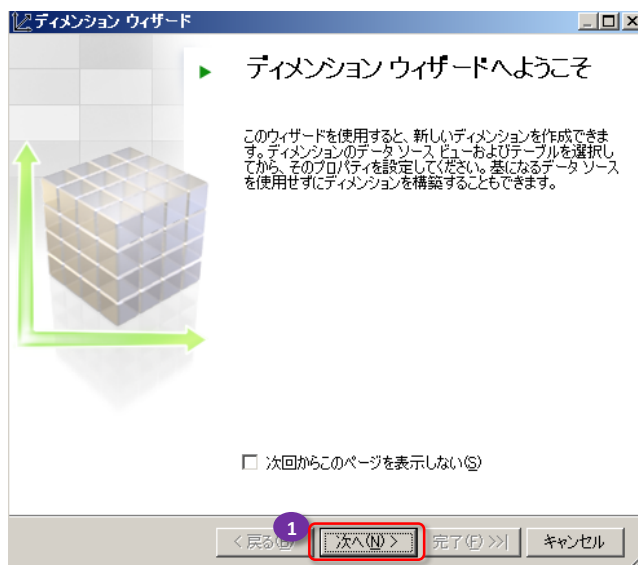 ディメンション ウィザード
ディメンション ウィザードへようこそ
このウィザードを使用すると、新しいディメンションを作成できま
す。ディメンションのデータ ソース ビューおよびテーブルを選択し
てから、そのプロパティを設定してください。基になるデータ ソース
を使用せずにディメンションを構築することもできます。
次回からこのページを表示しない(S)
1
< 戻る(B) 次へ(N) > 完了(F) >>| キャンセル